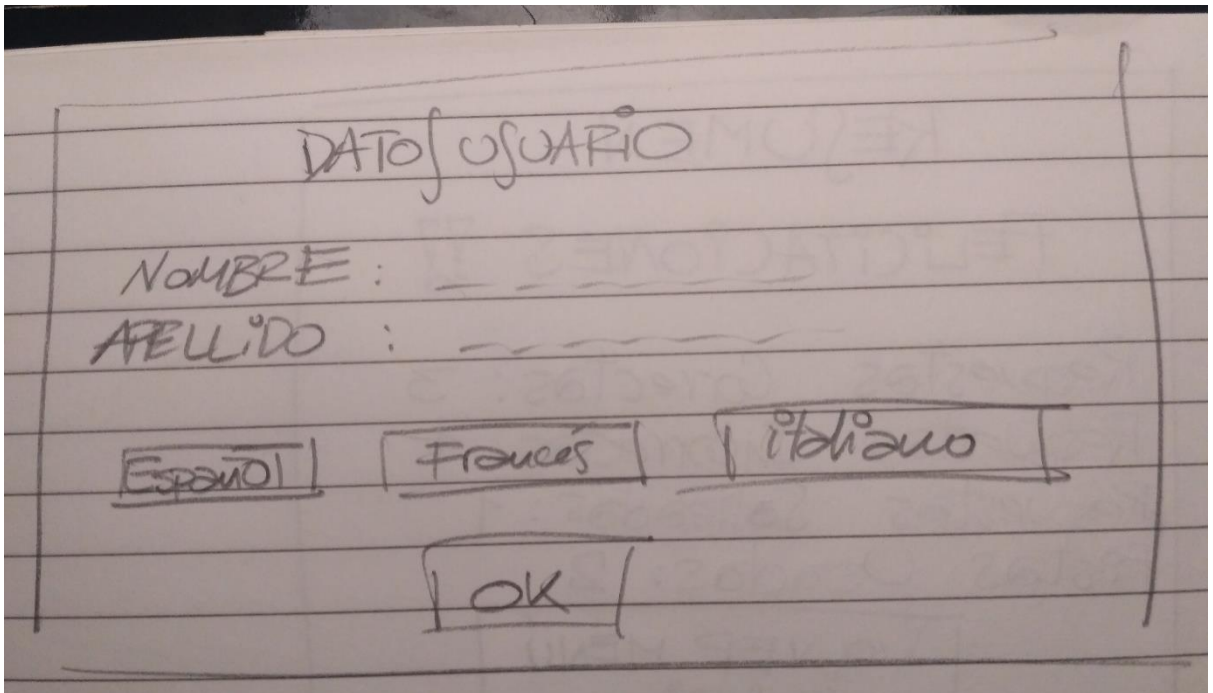 DATOS USUARIO
NOMBRE :
APELLiDO :
Español Francés italiano
OK